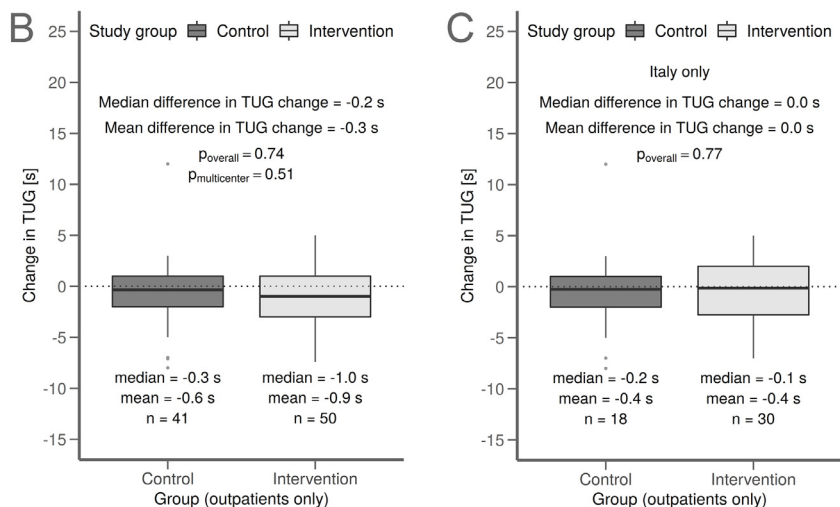 B
Study group Control Intervention
Median difference in TUG change = -0.2 s
Mean difference in TUG change = -0.3 s
poverall = 0.74
pmulticenter = 0.51
Change in TUG [s]
25
20
15
10
5
0
-5
-10
-15
median = -0.3 s
mean = -0.6 s
n = 41
median = -1.0 s
mean = -0.9 s
n = 50
Control
Intervention
Group (outpatients only)
C
Study group Control Intervention
Italy only
Median difference in TUG change = 0.0 s
Mean difference in TUG change = 0.0 s
poverall = 0.77
Change in TUG [s]
25
20
15
10
5
0
-5
-10
-15
median = -0.2 s
mean = -0.4 s
n = 18
median = -0.1 s
mean = -0.4 s
n = 30
Control
Intervention
Group (outpatients only)